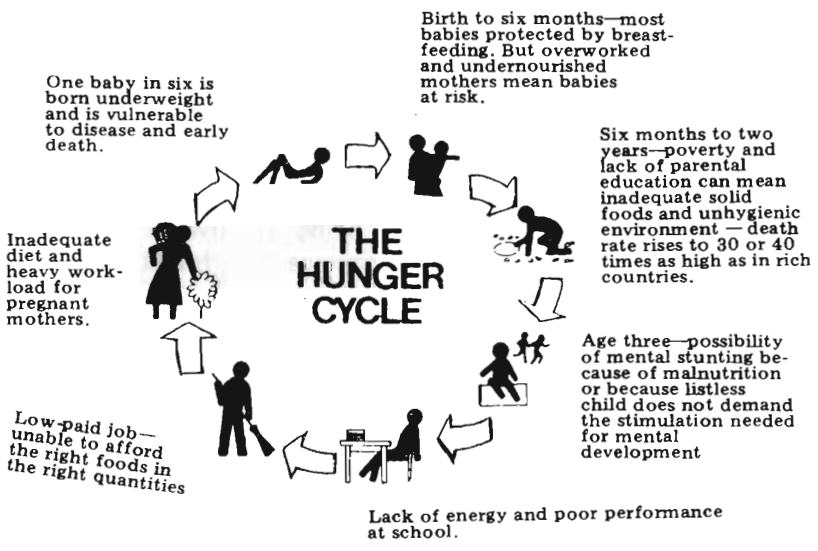 Birth to six months—most
babies protected by breast-
feeding. But overworked
and undernourished
mothers mean babies
at risk.
One baby in six is
born underweight
and is vulnerable
to disease and early
death.
Six months to two
years—poverty and
lack of parental
education can mean
inadequate solid
foods and unhygienic
environment — death
rate rises to 30 or 40
times as high as in rich
countries.
Inadequate
diet and
heavy work-
load for
pregnant
mothers.
THE
HUNGER
CYCLE
Age three—possibility
of mental stunting be-
cause of malnutrition
or because listless
child does not demand
the stimulation needed
for mental
development
Low-paid job—
unable to afford
the right foods in
the right quantities
Lack of energy and poor performance
at school.